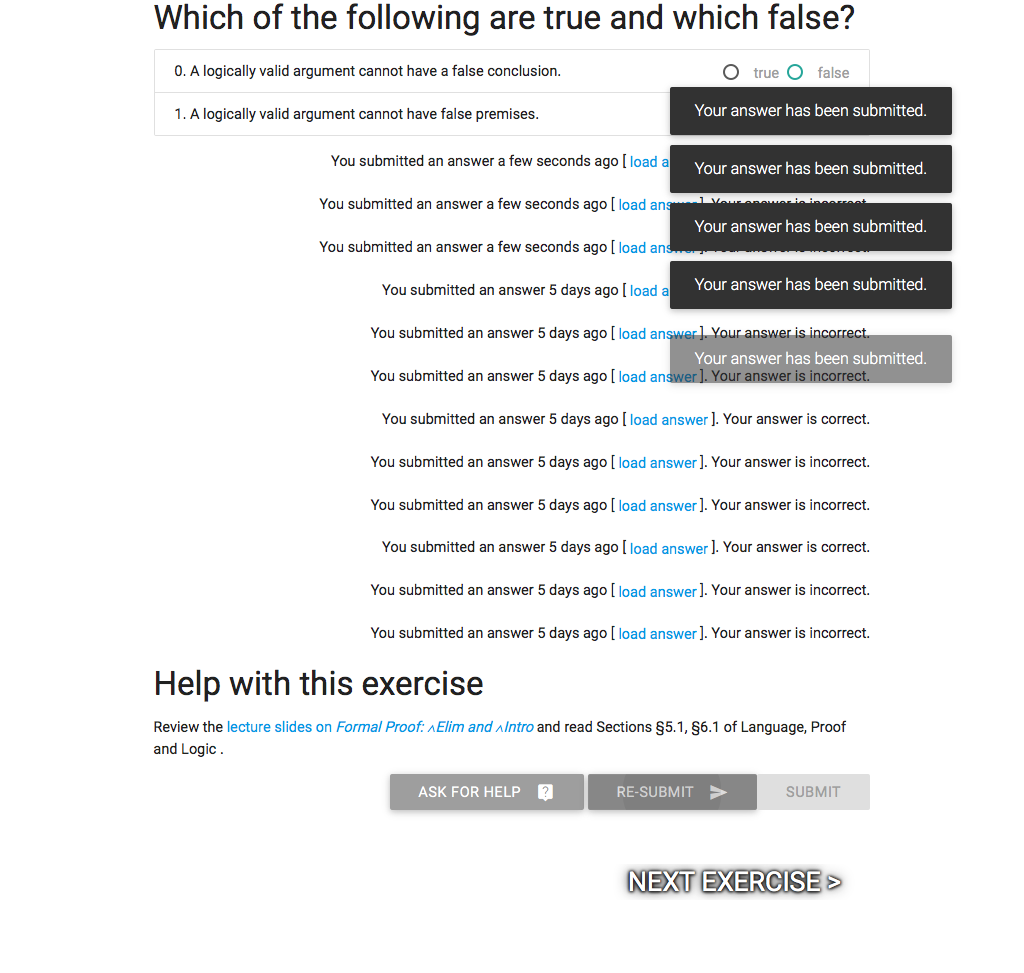 Which of the following are true and which false?
0. A logically valid argument cannot have a false conclusion.
true
false
1. A logically valid argument cannot have false premises.
Your answer has been submitted.
You submitted an answer a few seconds ago [ load a
Your answer has been submitted.
You submitted an answer a few seconds ago [ load answer ]. Your answer is incorrect.
Your answer has been submitted.
You submitted an answer a few seconds ago [ load answer
Your answer has been submitted.
You submitted an answer 5 days ago [ load a
You submitted an answer 5 days ago [ load answer ]. Your answer is incorrect.
Your answer has been submitted.
You submitted an answer 5 days ago [ load answer ]. Your answer is incorrect.
You submitted an answer 5 days ago [ load answer ]. Your answer is correct.
You submitted an answer 5 days ago [ load answer ]. Your answer is incorrect.
You submitted an answer 5 days ago [ load answer ]. Your answer is incorrect.
You submitted an answer 5 days ago [ load answer ]. Your answer is correct.
You submitted an answer 5 days ago [ load answer ]. Your answer is incorrect.
You submitted an answer 5 days ago [ load answer ]. Your answer is incorrect.
Help with this exercise
Review the lecture slides on Formal Proof: ∧Elim and ∧Intro and read Sections §5.1, §6.1 of Language, Proof
and Logic .
ASK FOR HELP ?
RE-SUBMIT
SUBMIT
NEXT EXERCISE >